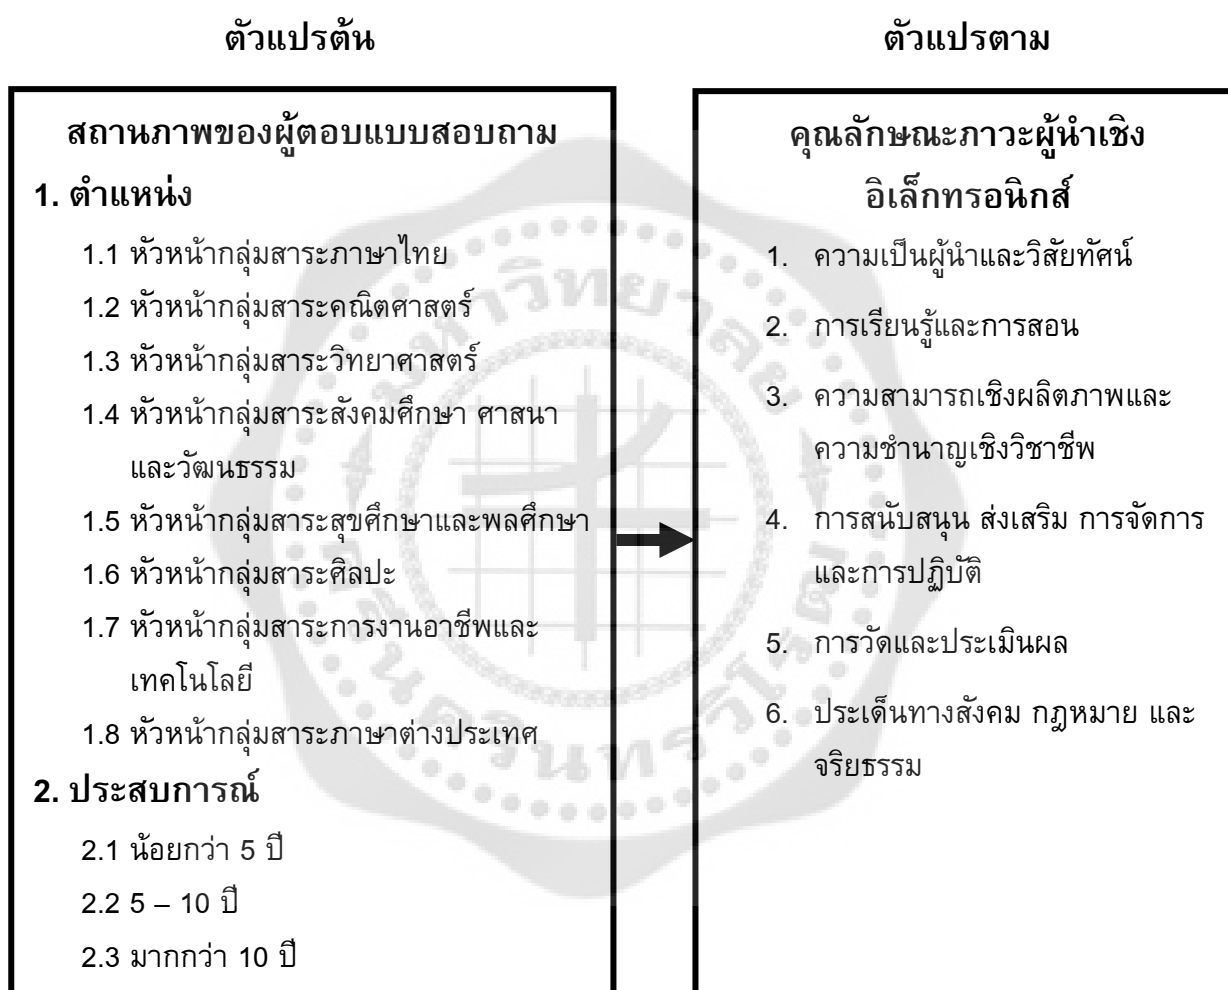 ตัวแปรต้น
ตัวแปรตาม
สถานภาพของผู้ตอบแบบสอบถาม
1. ตำแหน่ง
1.1 หัวหน้ากลุ่มสาระภาษาไทย
1.2 หัวหน้ากลุ่มสาระคณิตศาสตร์
1.3 หัวหน้ากลุ่มสาระวิทยาศาสตร์
1.4 หัวหน้ากลุ่มสาระสังคมศึกษา ศาสนา
และวัฒนธรรม
1.5 หัวหน้ากลุ่มสาระสุขศึกษาและพลศึกษา
1.6 หัวหน้ากลุ่มสาระศิลปะ
1.7 หัวหน้ากลุ่มสาระการงานอาชีพและ
เทคโนโลยี
1.8 หัวหน้ากลุ่มสาระภาษาต่างประเทศ
2. ประสบการณ์
2.1 น้อยกว่า 5 ปี
2.2 5 – 10 ปี
2.3 มากกว่า 10 ปี
คุณลักษณะภาวะผู้นำเชิง
อิเล็กทรอนิกส์
1. ความเป็นผู้นำและวิสัยทัศน์
2. การเรียนรู้และการสอน
3. ความสามารถเชิงผลิตภาพและ
ความชำนาญเชิงวิชาชีพ
4. การสนับสนุน ส่งเสริม การจัดการ
และการปฏิบัติ
5. การวัดและประเมินผล
6. ประเด็นทางสังคม กฎหมาย และ
จริยธรรม
มหาวิทยาลัย
ศรีนครินทรวิโรฒ